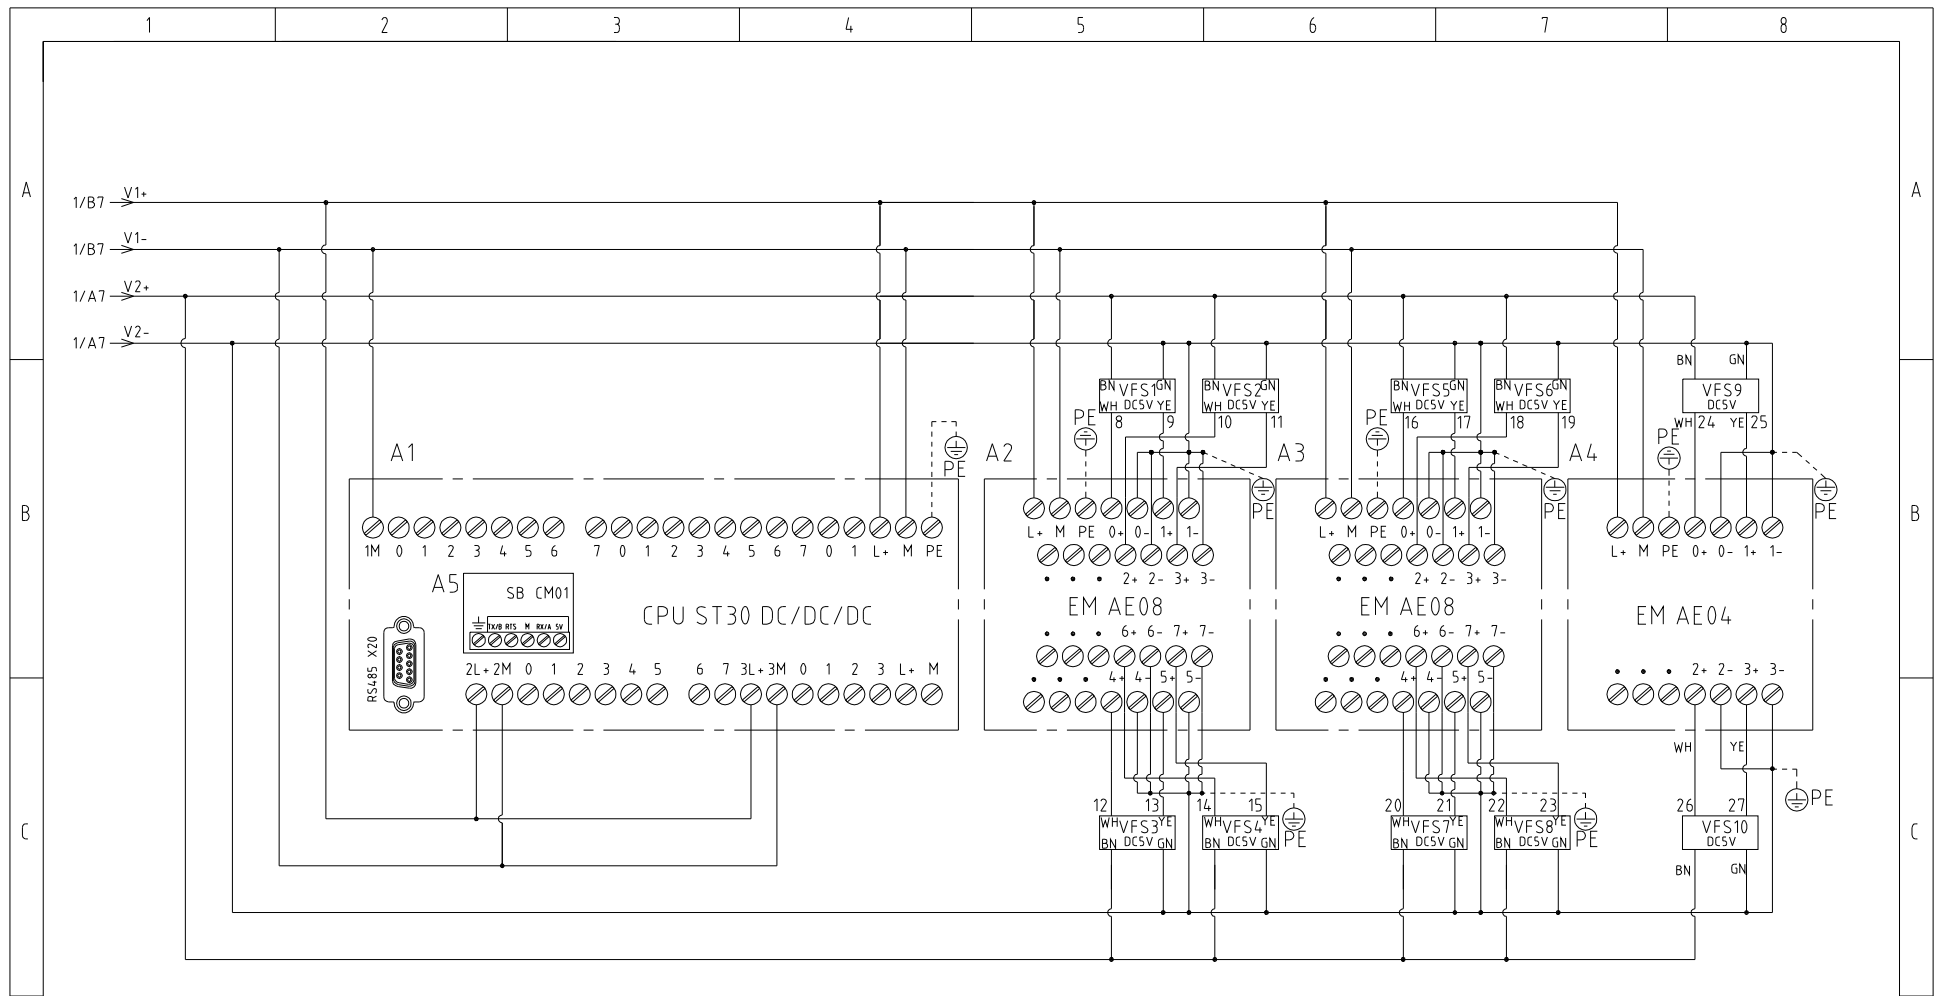 1 2 3 4 5 6 7 8
A A
1/B7 V1+
1/B7 V1-
1/A7 V2+
1/A7 V2-
BN GN
BN VFS1 GN
WH DC5V YE
BN VFS2 GN
WH DC5V YE
BN VFS5 GN
WH DC5V YE
BN VFS6 GN
WH DC5V YE
VFS9
DC5V
8 9 10 11 16 17 18 19 WH 24 YE 25
PE PE PE
A1 PE A2 A3 A4
B PE PE PE B
1M 0 1 2 3 4 5 6 7 0 1 2 3 4 5 6 7 0 1 L+ M PE
L+ M PE 0+ 0- 1+ 1-
L+ M PE 0+ 0- 1+ 1-
L+ M PE 0+ 0- 1+ 1-
2+ 2- 3+ 3-
2+ 2- 3+ 3-
A5 SB CM01
TX/B RTS M RX/A 5V
CPU ST30 DC/DC/DC
EM AE08
EM AE08
EM AE04
RS485 X20
6+ 6- 7+ 7-
6+ 6- 7+ 7-
2L+ 2M 0 1 2 3 4 5 6 7 3L+ 3M 0 1 2 3 L+ M
4+ 4- 5+ 5-
4+ 4- 5+ 5-
2+ 2- 3+ 3-
WH YE
12 13 14 15 20 21 22 23 26 27 PE
C C
WH VFS3 YE
BN DC5V GN
WH VFS4 YE
BN DC5V GN
PE
WH VFS7 YE
BN DC5V GN
WH VFS8 YE
BN DC5V GN
PE
VFS10
DC5V
BN GN